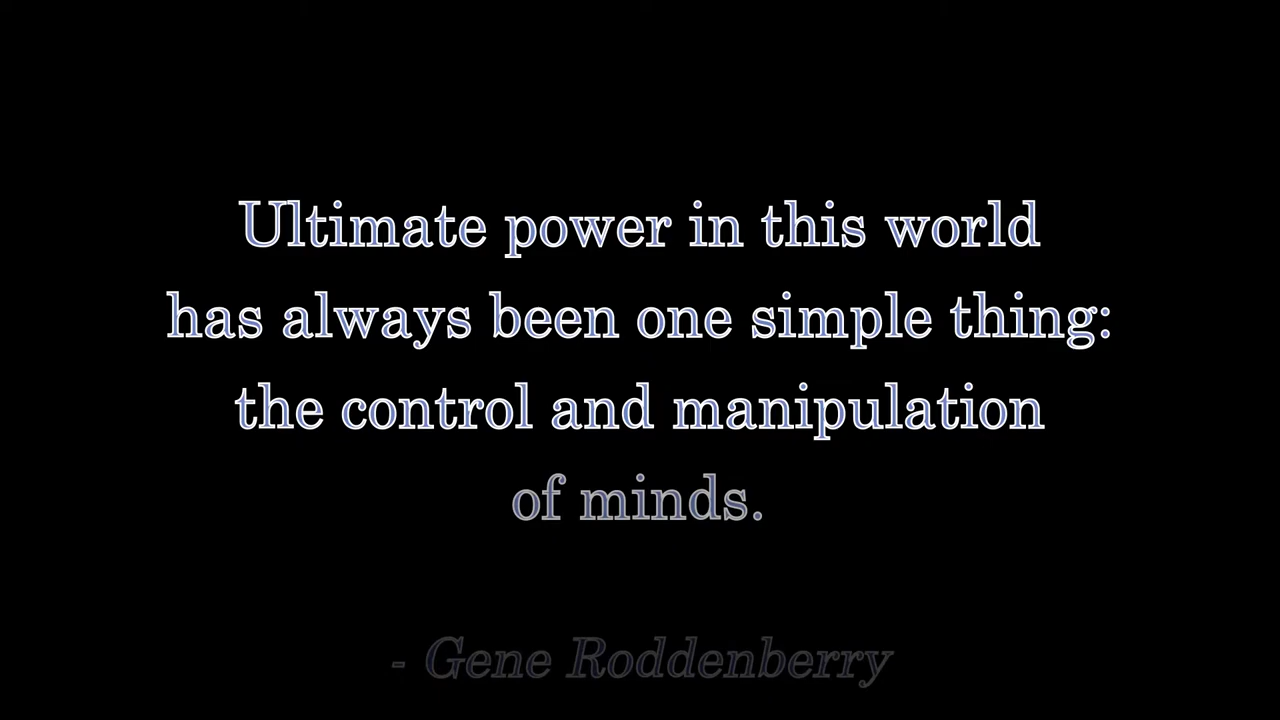 Ultimate power in this world
has always been one simple thing:
the control and manipulation
of minds.
- Gene Roddenberry